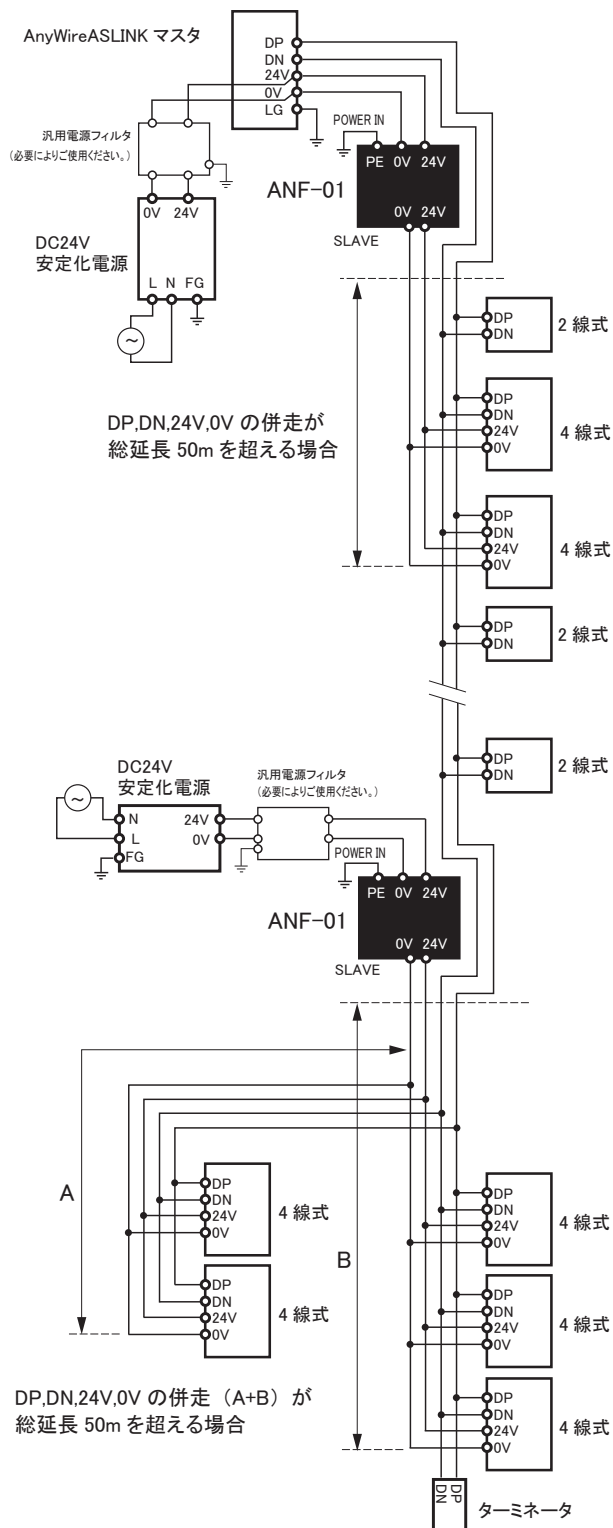 AnyWireASLINK マスタ
DP
DN
24V
0V
LG
汎用電源フィルタ
(必要によりご使用ください。)
POWER IN
PE 0V 24V
ANF-01
0V 24V
SLAVE
0V 24V
DC24V
安定化電源
L N FG
DP
DN
2 線式
DP,DN,24V,0V の併走が
総延長 50m を超える場合
DP
DN
24V
0V
4 線式
DP
DN
24V
0V
4 線式
DP
DN
2 線式
DP
DN
2 線式
DC24V
安定化電源
N
L
FG
24V
0V
汎用電源フィルタ
(必要によりご使用ください。)
POWER IN
PE 0V 24V
ANF-01
0V 24V
SLAVE
A
B
DP
DN
24V
0V
4 線式
DP
DN
24V
0V
4 線式
DP
DN
24V
0V
4 線式
DP
DN
24V
0V
4 線式
DP
DN
24V
0V
4 線式
DP,DN,24V,0V の併走（A+B）が
総延長 50m を超える場合
DN
DP
ターミネータ